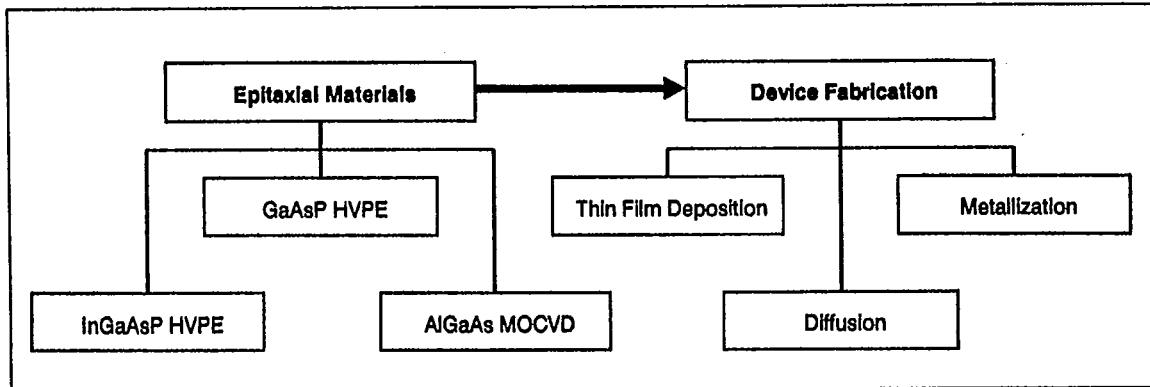 Epitaxial Materials
Device Fabrication
GaAsP HVPE
Thin Film Deposition
Metallization
InGaAsP HVPE
AlGaAs MOCVD
Diffusion